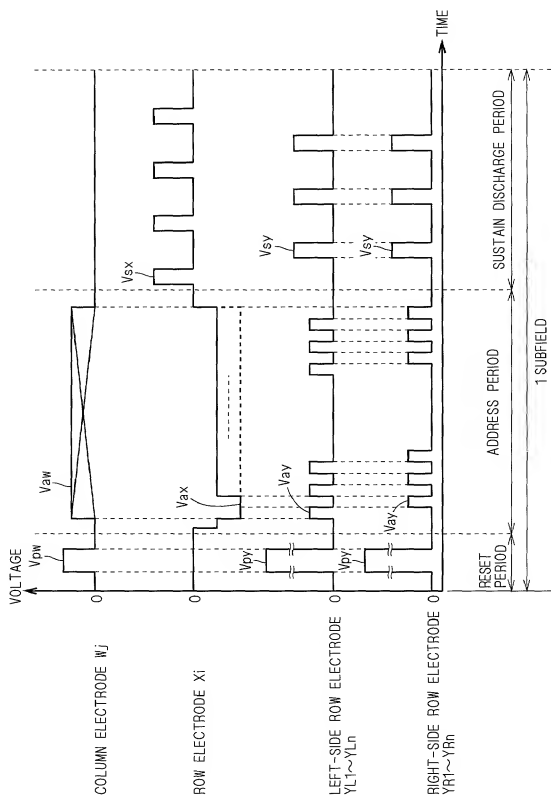 VOLTAGE
Vpw
Vaw
COLUMN ELECTRODE Wj
0
Vsx
ROW ELECTRODE Xi
0
Vax
Vpy
Vay
Vsy
LEFT-SIDE ROW ELECTRODE
YL1~YLn
0
Vpy
Vay
Vsy
RIGHT-SIDE ROW ELECTRODE
YR1~YRn
0
TIME
RESET
PERIOD
ADDRESS PERIOD
SUSTAIN DISCHARGE PERIOD
1 SUBFIELD